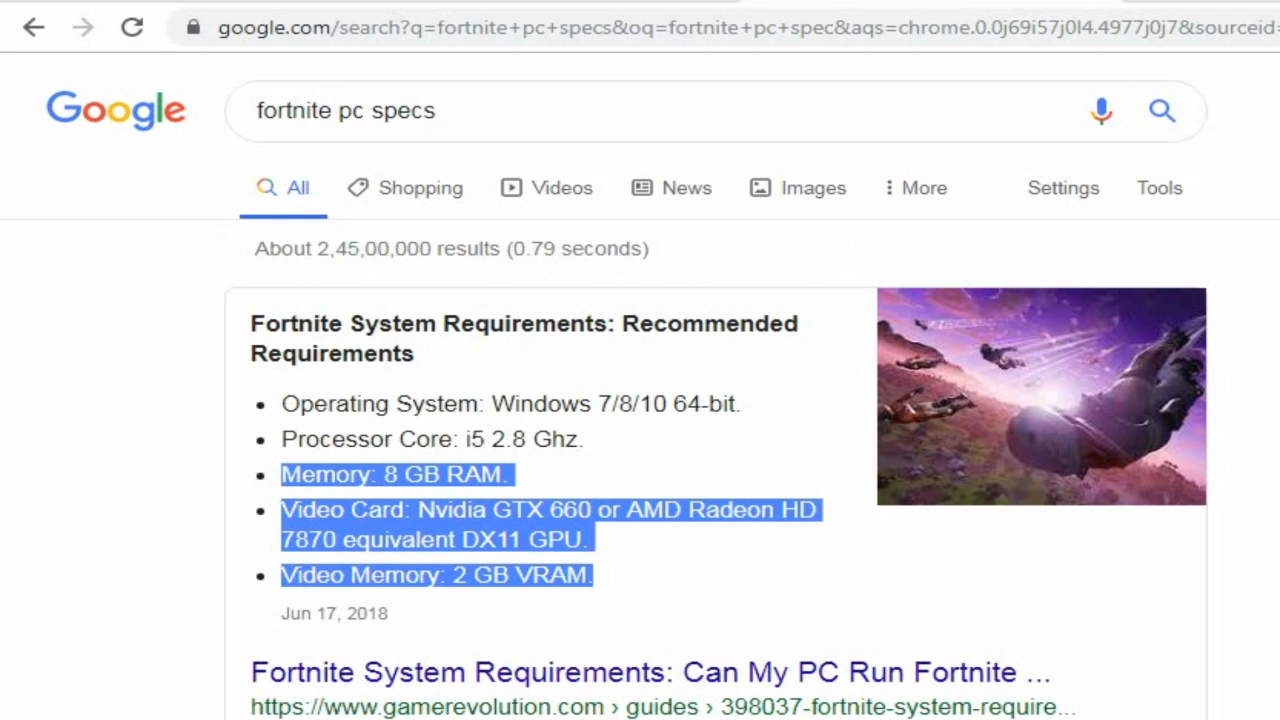 google.com/search?q=fortnite+pc+specs&oq=fortnite+pc+spec&aqs=chrome.0.0j69i57j0l4.4977j0j7&sourceid=
Google
fortnite pc specs
All Shopping Videos News Images More Settings Tools
About 2,45,00,000 results (0.79 seconds)
Fortnite System Requirements: Recommended
Requirements
• Operating System: Windows 7/8/10 64-bit.
• Processor Core: i5 2.8 Ghz.
• Memory: 8 GB RAM.
• Video Card: Nvidia GTX 660 or AMD Radeon HD
7870 equivalent DX11 GPU.
• Video Memory: 2 GB VRAM.
Jun 17, 2018
Fortnite System Requirements: Can My PC Run Fortnite ...
https://www.gamerevolution.com › guides › 398037-fortnite-system-require...